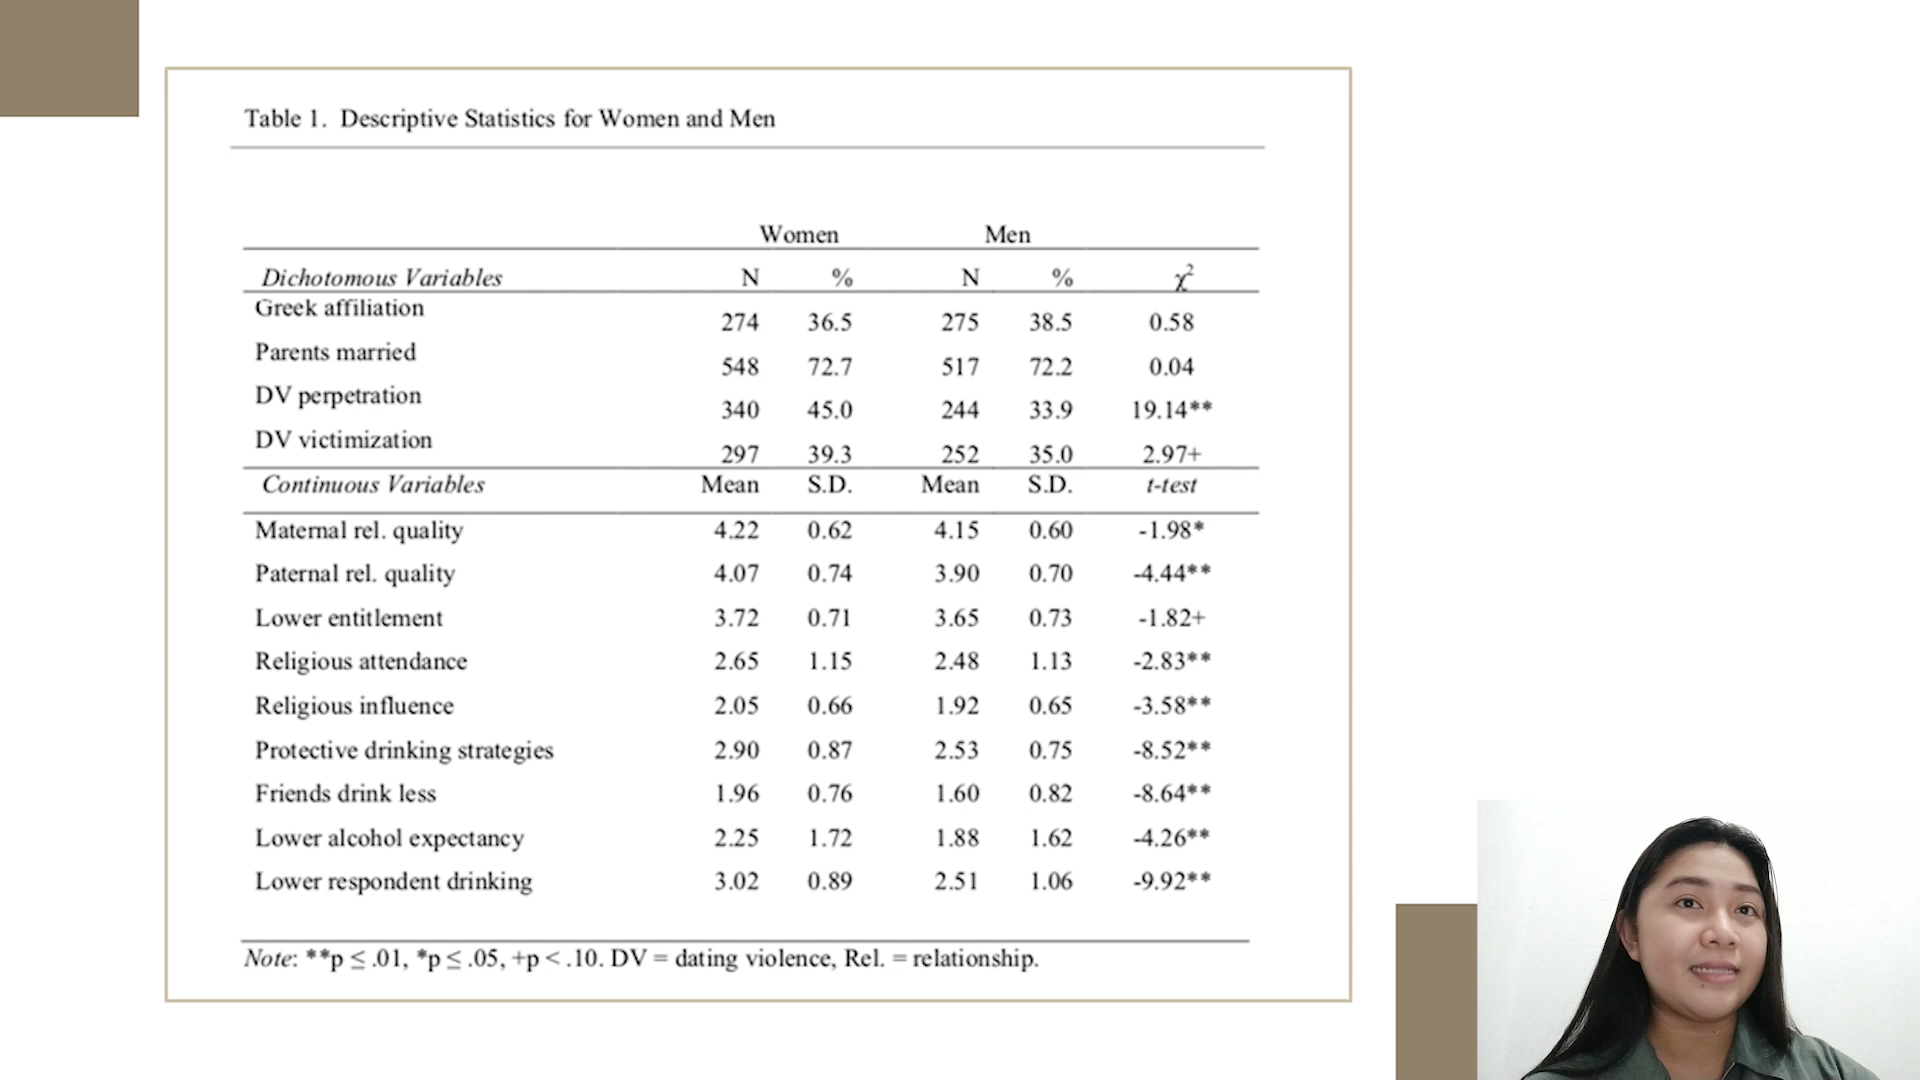 Table 1. Descriptive Statistics for Women and Men
Women Men
Dichotomous Variables N % N % χ²
Greek affiliation 274 36.5 275 38.5 0.58
Parents married 548 72.7 517 72.2 0.04
DV perpetration 340 45.0 244 33.9 19.14**
DV victimization 297 39.3 252 35.0 2.97+
Continuous Variables Mean S.D. Mean S.D. t-test
Maternal rel. quality 4.22 0.62 4.15 0.60 -1.98*
Paternal rel. quality 4.07 0.74 3.90 0.70 -4.44**
Lower entitlement 3.72 0.71 3.65 0.73 -1.82+
Religious attendance 2.65 1.15 2.48 1.13 -2.83**
Religious influence 2.05 0.66 1.92 0.65 -3.58**
Protective drinking strategies 2.90 0.87 2.53 0.75 -8.52**
Friends drink less 1.96 0.76 1.60 0.82 -8.64**
Lower alcohol expectancy 2.25 1.72 1.88 1.62 -4.26**
Lower respondent drinking 3.02 0.89 2.51 1.06 -9.92**
Note: **p ≤ .01, *p ≤ .05, +p < .10. DV = dating violence, Rel. = relationship.